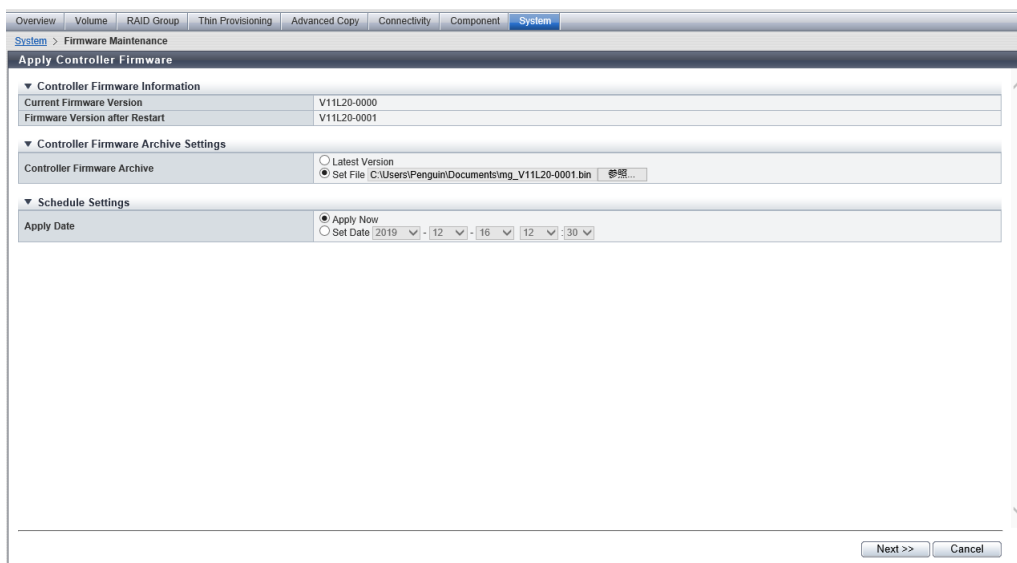 Overview Volume RAID Group Thin Provisioning Advanced Copy Connectivity Component System
System > Firmware Maintenance
Apply Controller Firmware
▼ Controller Firmware Information
Current Firmware Version V11L20-0000
Firmware Version after Restart V11L20-0001
▼ Controller Firmware Archive Settings
Controller Firmware Archive
Latest Version
Set File C:\Users\Penguin\Documents\mg_V11L20-0001.bin 参照...
▼ Schedule Settings
Apply Date
Apply Now
Set Date 2019 - 12 - 16 12 : 30
Next >> Cancel